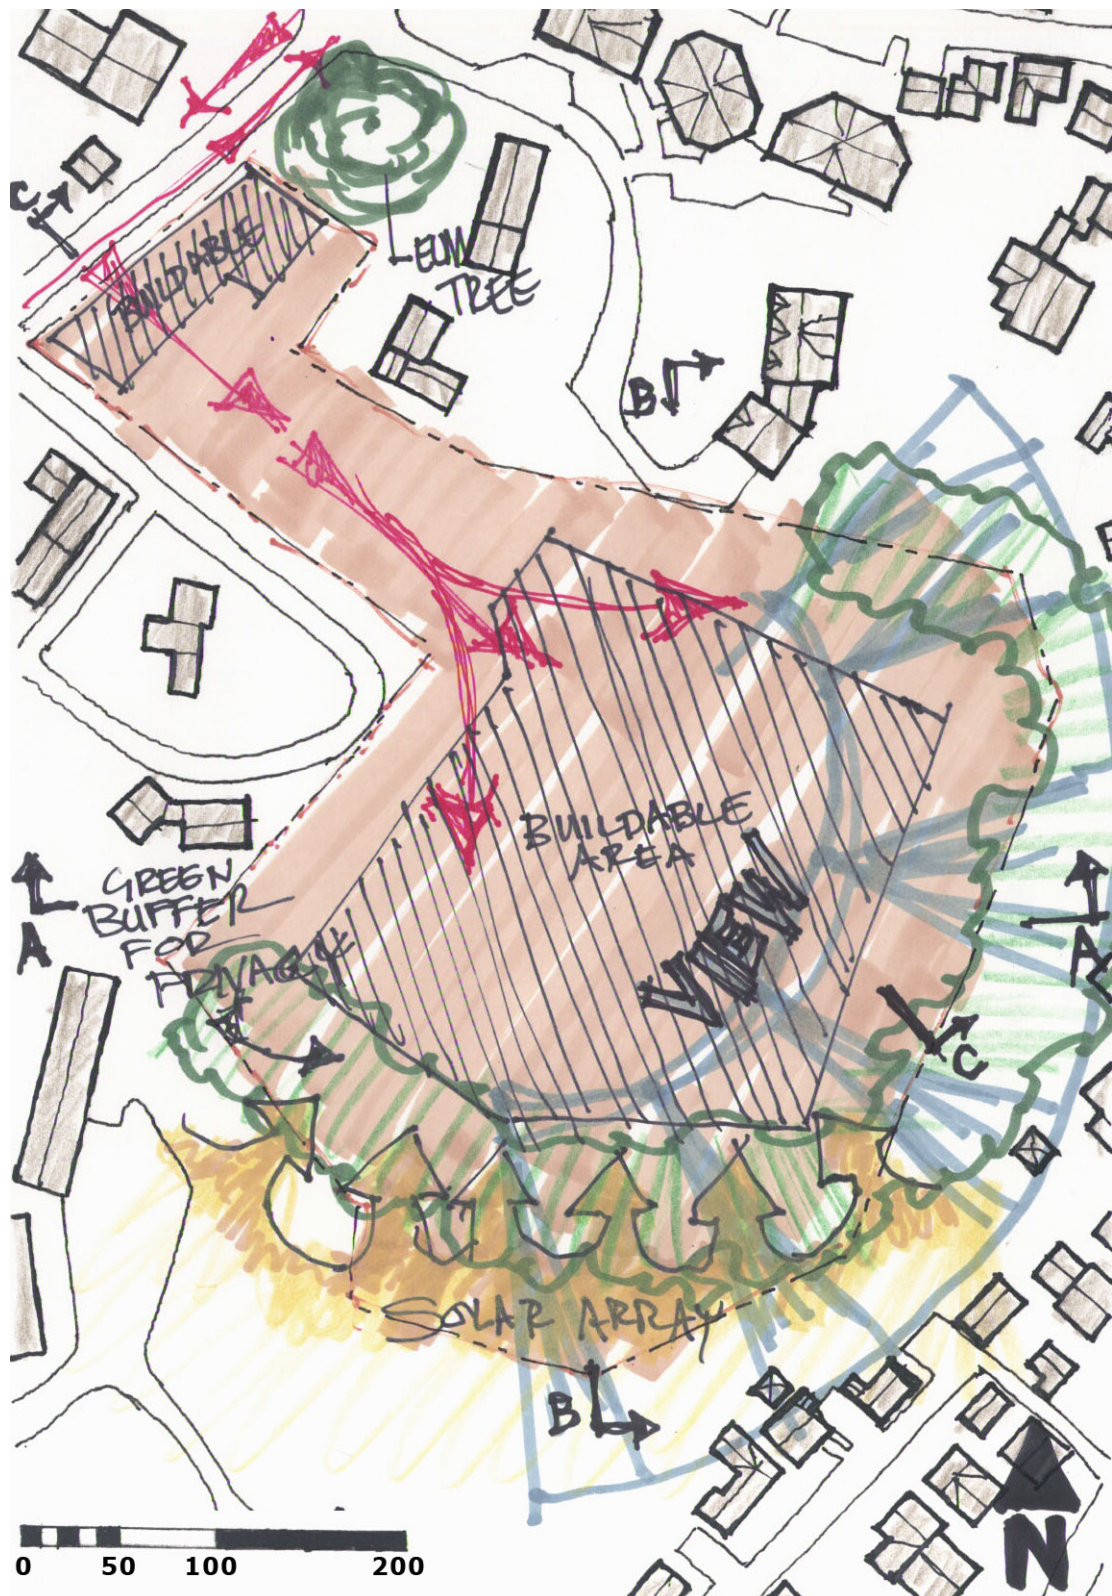 C
BUILDABLE
ELM
TREE
B
BUILDABLE
AREA
GREEN
BUFFER
FOR
PRIVACY
A
VIEW
A
C
SOLAR ARRAY
B
N
0 50 100 200